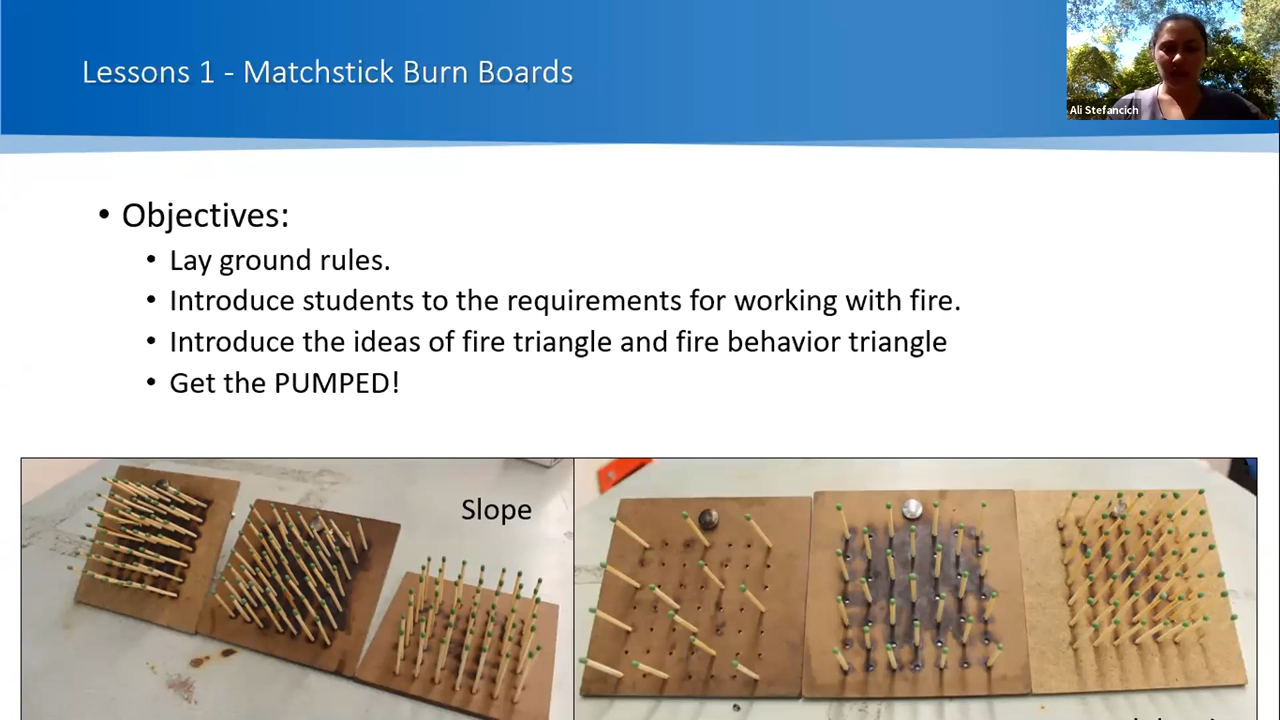 Lessons 1 - Matchstick Burn Boards
Ali Stefancich
• Objectives:
• Lay ground rules.
• Introduce students to the requirements for working with fire.
• Introduce the ideas of fire triangle and fire behavior triangle
• Get the PUMPED!
Slope